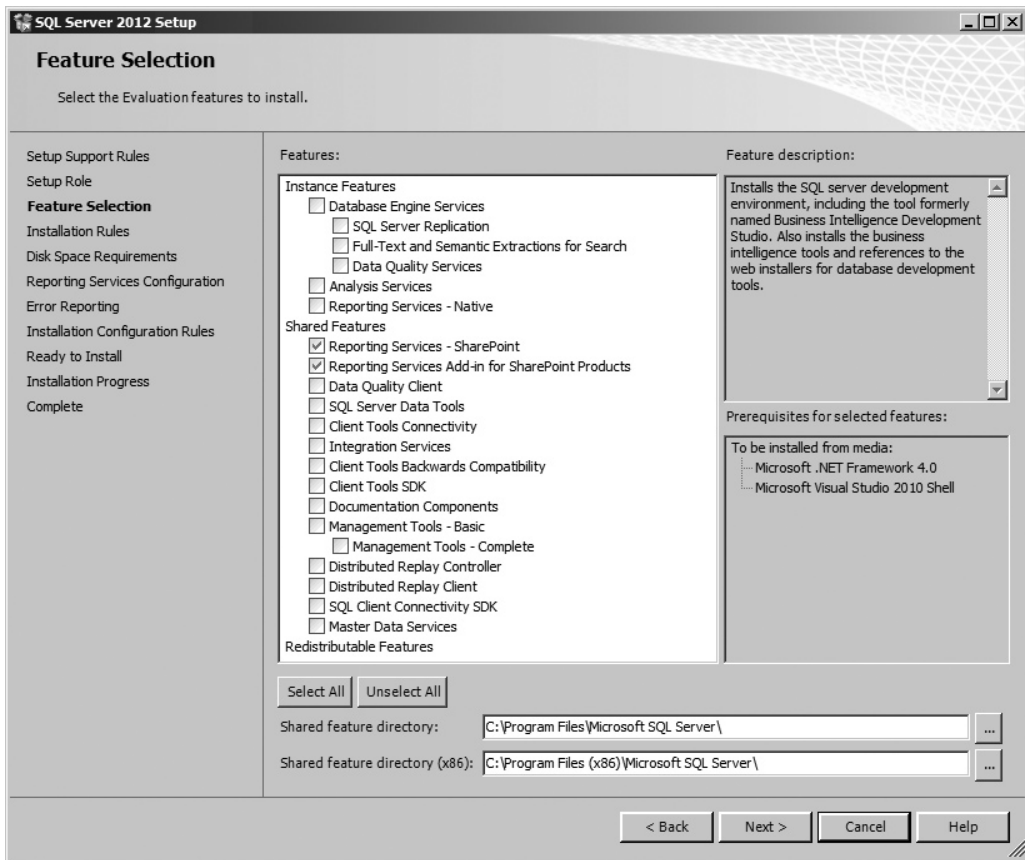 SQL Server 2012 Setup
Feature Selection
Select the Evaluation features to install.
Setup Support Rules
Setup Role
Feature Selection
Installation Rules
Disk Space Requirements
Reporting Services Configuration
Error Reporting
Installation Configuration Rules
Ready to Install
Installation Progress
Complete
Features:
Instance Features
Database Engine Services
SQL Server Replication
Full-Text and Semantic Extractions for Search
Data Quality Services
Analysis Services
Reporting Services - Native
Shared Features
Reporting Services - SharePoint
Reporting Services Add-in for SharePoint Products
Data Quality Client
SQL Server Data Tools
Client Tools Connectivity
Integration Services
Client Tools Backwards Compatibility
Client Tools SDK
Documentation Components
Management Tools - Basic
Management Tools - Complete
Distributed Replay Controller
Distributed Replay Client
SQL Client Connectivity SDK
Master Data Services
Redistributable Features
Feature description:
Installs the SQL server development
environment, including the tool formerly
named Business Intelligence Development
Studio. Also installs the business
intelligence tools and references to the
web installers for database development
tools.
Prerequisites for selected features:
To be installed from media:
Microsoft .NET Framework 4.0
Microsoft Visual Studio 2010 Shell
Select All Unselect All
Shared feature directory: C:\Program Files\Microsoft SQL Server\ ...
Shared feature directory (x86): C:\Program Files (x86)\Microsoft SQL Server\ ...
< Back Next > Cancel Help